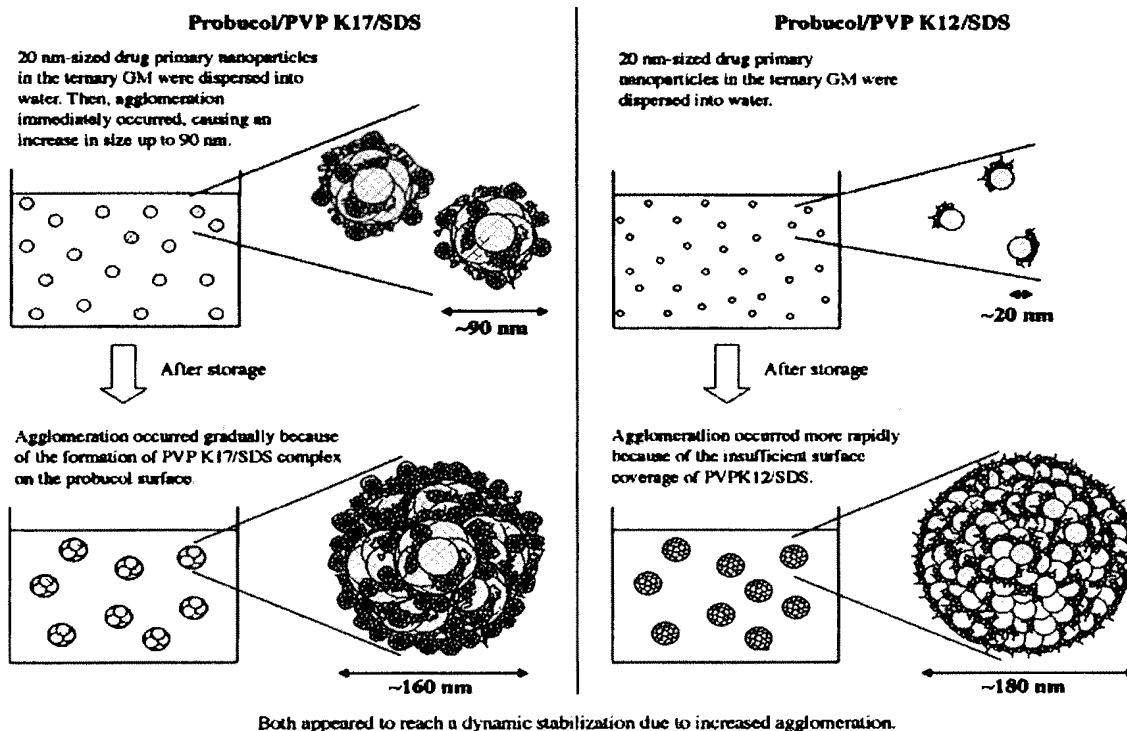 Probucol/PVP K17/SDS
20 nm-sized drug primary nanoparticles
in the ternary GM were dispersed into
water. Then, agglomeration
immediately occurred, causing an
increase in size up to 90 nm.
~90 nm
After storage
Agglomeration occurred gradually because
of the formation of PVP K17/SDS complex
on the probucol surface.
~160 nm
Probucol/PVP K12/SDS
20 nm-sized drug primary
nanoparticles in the ternary GM were
dispersed into water.
~20 nm
After storage
Agglomeratlion occurred more rapidly
because of the insufficient surface
coverage of PVPK12/SDS.
~180 nm
Both appeared to reach a dynamic stabilization due to increased agglomeration.